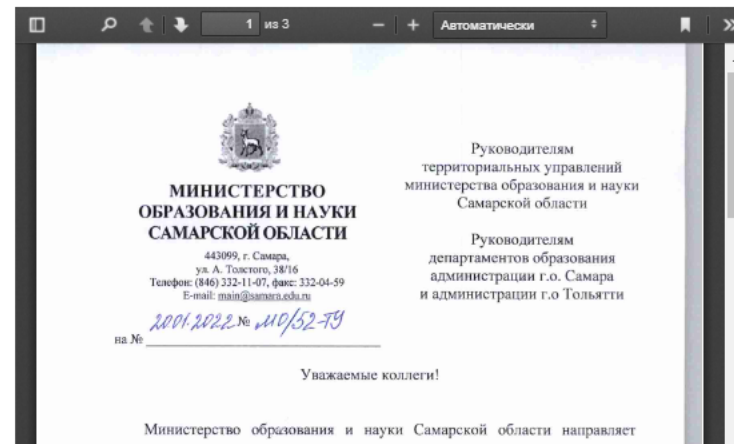 1 из 3
Автоматически
МИНИСТЕРСТВО
ОБРАЗОВАНИЯ И НАУКИ
САМАРСКОЙ ОБЛАСТИ
443099, г. Самара,
ул. А. Толстого, 38/16
Телефон: (846) 332-11-07, факс: 332-04-59
E-mail: main@samara.edu.ru
20.01.2022 № МО/52-ТУ
на №
Руководителям
территориальных управлений
министерства образования и науки
Самарской области
Руководителям
департаментов образования
администрации г.о. Самара
и администрации г.о Тольятти
Уважаемые коллеги!
Министерство образования и науки Самарской области направляет